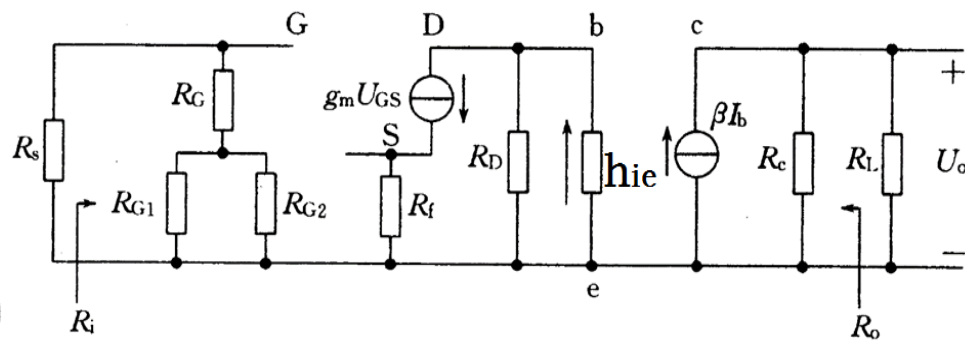 G
D
b
c
R_G
g_mU_GS
βI_b
+
R_s
S
R_D
h_ie
R_c
R_L
U_o
R_G1
R_G2
R_f
−
e
R_i
R_o